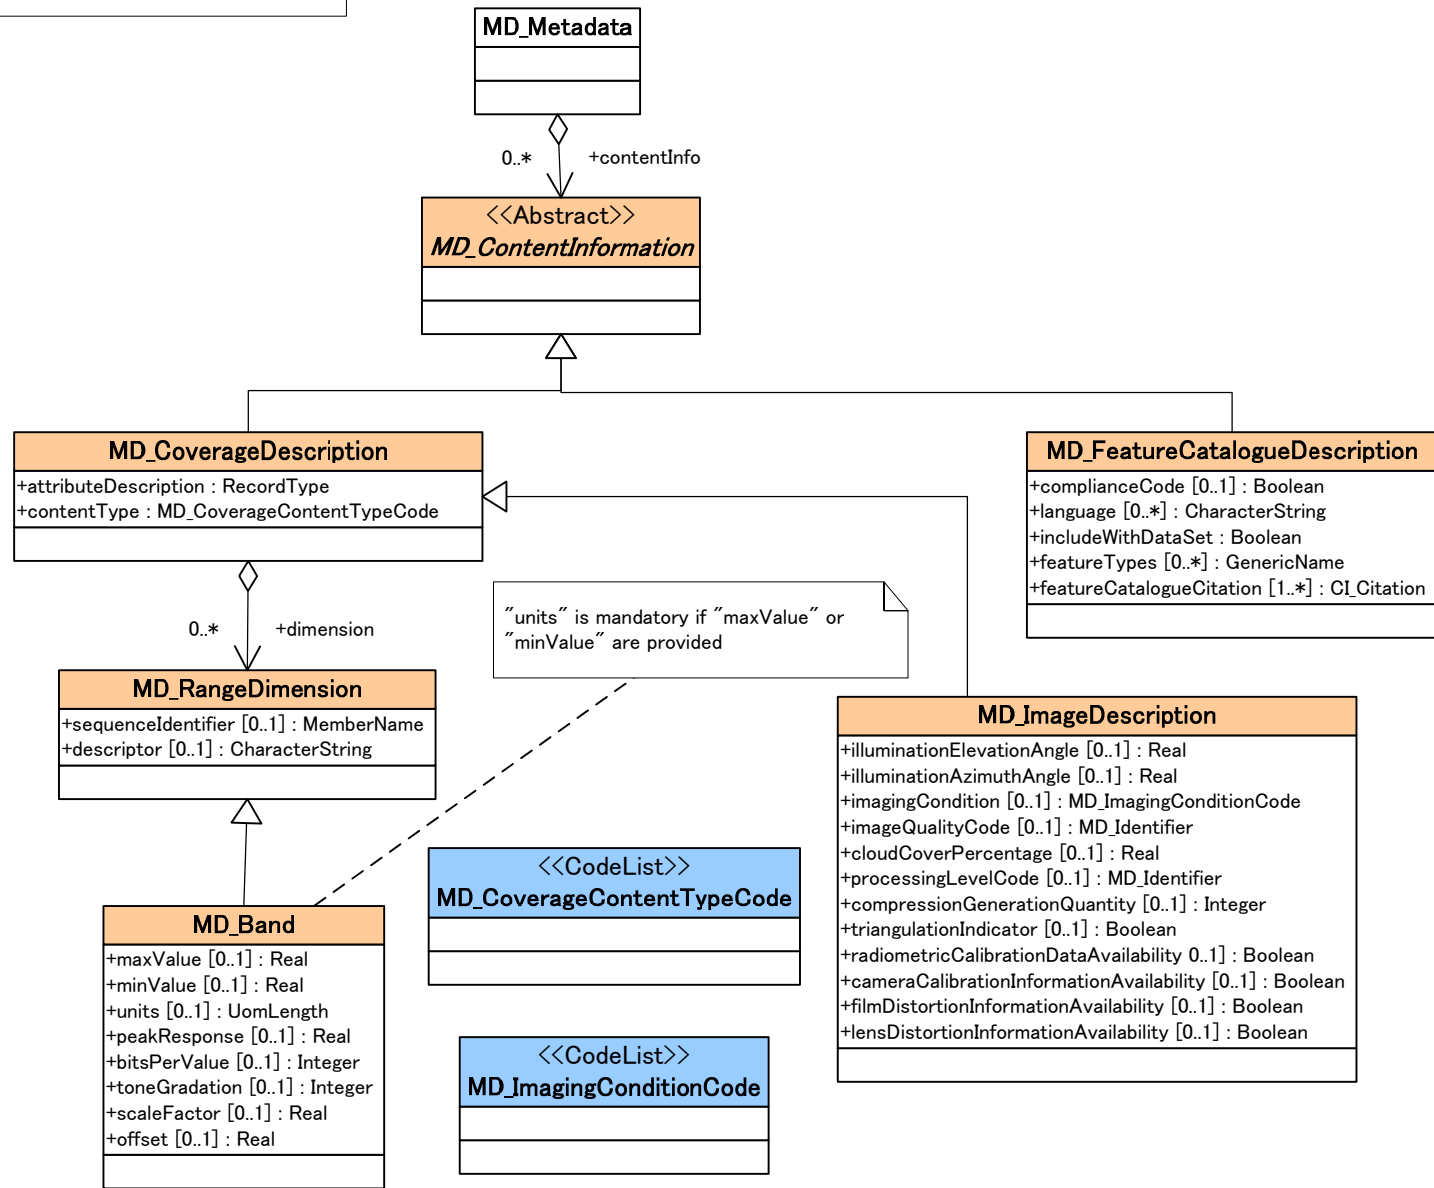 MD_Metadata
0..*
+contentInfo
<<Abstract>>
MD_ContentInformation
MD_CoverageDescription
+attributeDescription : RecordType
+contentType : MD_CoverageContentTypeCode
MD_FeatureCatalogueDescription
+complianceCode [0..1] : Boolean
+language [0..*] : CharacterString
+includeWithDataSet : Boolean
+featureTypes [0..*] : GenericName
+featureCatalogueCitation [1..*] : CI_Citation
0..*
+dimension
"units" is mandatory if "maxValue" or
"minValue" are provided
MD_RangeDimension
+sequenceIdentifier [0..1] : MemberName
+descriptor [0..1] : CharacterString
MD_ImageDescription
+illuminationElevationAngle [0..1] : Real
+illuminationAzimuthAngle [0..1] : Real
+imagingCondition [0..1] : MD_ImagingConditionCode
+imageQualityCode [0..1] : MD_Identifier
+cloudCoverPercentage [0..1] : Real
+processingLevelCode [0..1] : MD_Identifier
+compressionGenerationQuantity [0..1] : Integer
+triangulationIndicator [0..1] : Boolean
+radiometricCalibrationDataAvailability 0..1] : Boolean
+cameraCalibrationInformationAvailability [0..1] : Boolean
+filmDistortionInformationAvailability [0..1] : Boolean
+lensDistortionInformationAvailability [0..1] : Boolean
<<CodeList>>
MD_CoverageContentTypeCode
MD_Band
+maxValue [0..1] : Real
+minValue [0..1] : Real
+units [0..1] : UomLength
+peakResponse [0..1] : Real
+bitsPerValue [0..1] : Integer
+toneGradation [0..1] : Integer
+scaleFactor [0..1] : Real
+offset [0..1] : Real
<<CodeList>>
MD_ImagingConditionCode